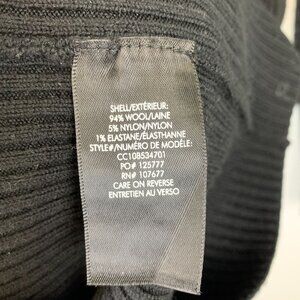 SHELL/EXTÉRIEUR:
94% WOOL/LAINE
5% NYLON/NYLON
1% ELASTANE/ÉLASTHANNE
STYLE#/NUMÉRO DE MODÈLE:
CC108534701
PO# 125777
RN# 107677
CARE ON REVERSE
ENTRETIEN AU VERSO